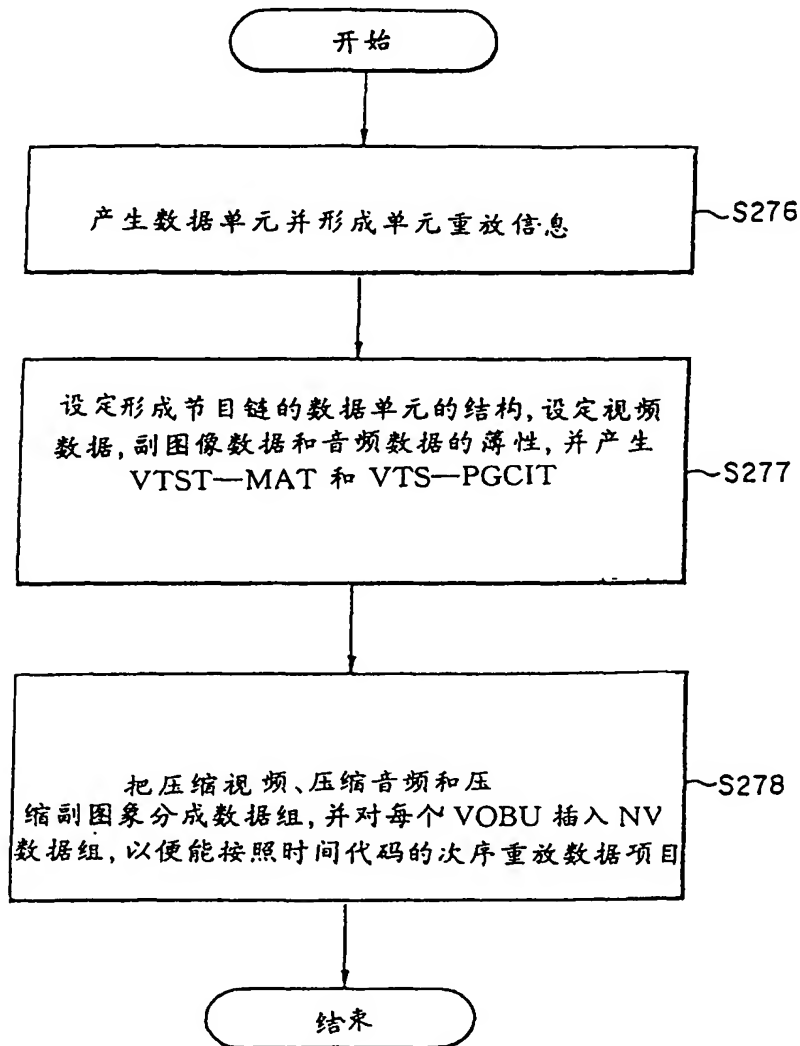 开始
产生数据单元并形成单元重放信息
S276
设定形成节目链的数据单元的结构,设定视频
数据,副图像数据和音频数据的薄性,并产生
VTST—MAT 和 VTS—PGCIT
S277
把压缩视频、压缩音频和压
缩副图象分成数据组,并对每个 VOBU 插入 NV
数据组,以便能按照时间代码的次序重放数据项目
S278
结束